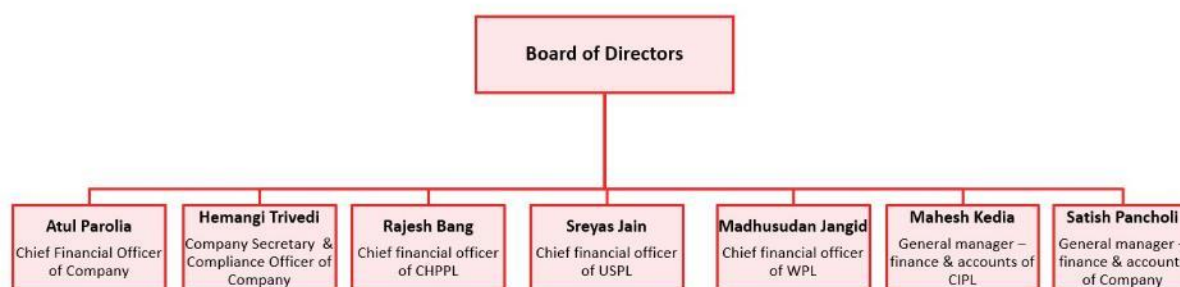 Board of Directors
Atul Parolia
Chief Financial Officer
of Company
Hemangi Trivedi
Company Secretary &
Compliance Officer of
Company
Rajesh Bang
Chief financial officer
of CHPPL
Sreyas Jain
Chief financial officer
of USPL
Madhusudan Jangid
Chief financial officer
of WPL
Mahesh Kedia
General manager –
finance & accounts of
CIPL
Satish Pancholi
General manager –
finance & accounts
of Company